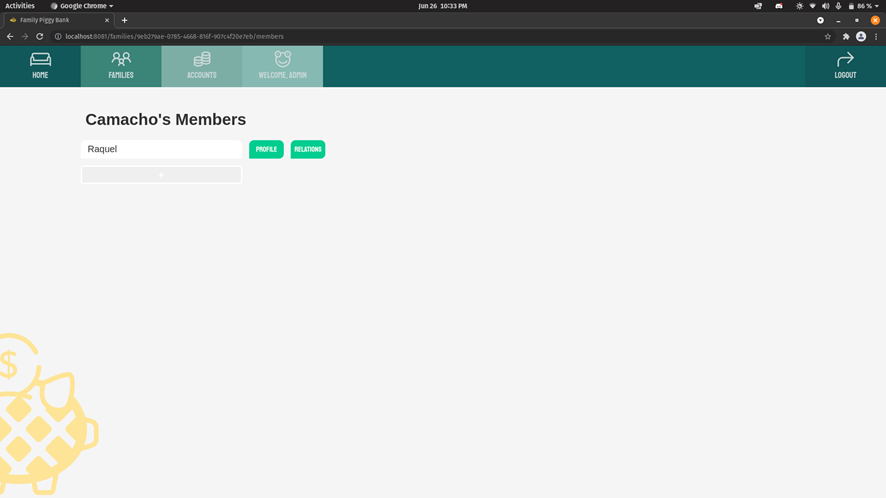 Activities
Google Chrome
Jun 26 10:33 PM
86 %
Family Piggy Bank
localhost:8081/families/9eb279ae-0785-4668-816f-907c4f20e7eb/members
HOME
FAMILIES
ACCOUNTS
WELCOME, ADMIN
LOGOUT
Camacho's Members
Raquel
PROFILE
RELATIONS
+
$